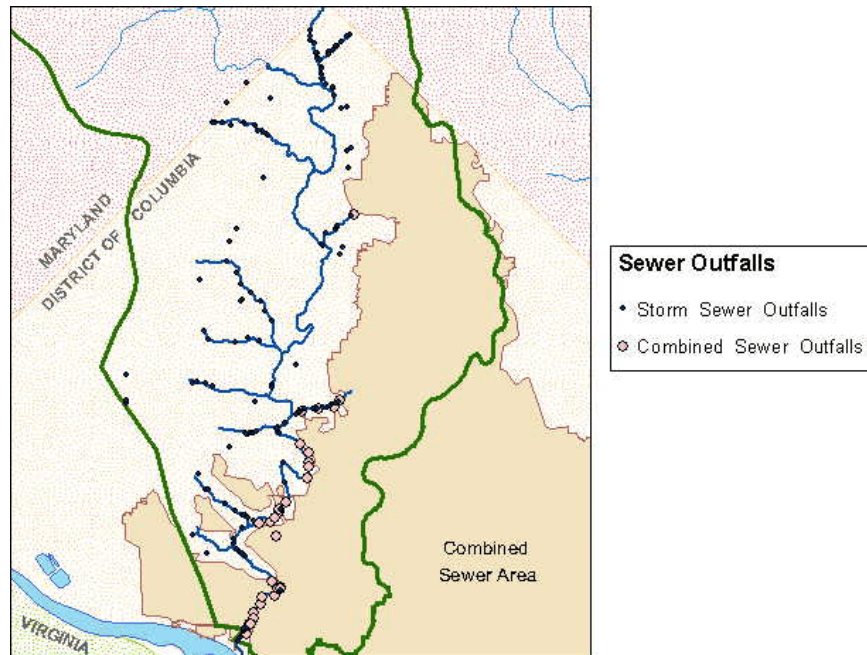 MARYLAND
DISTRICT OF COLUMBIA
Sewer Outfalls
Storm Sewer Outfalls
Combined Sewer Outfalls
Combined
Sewer Area
VIRGINIA